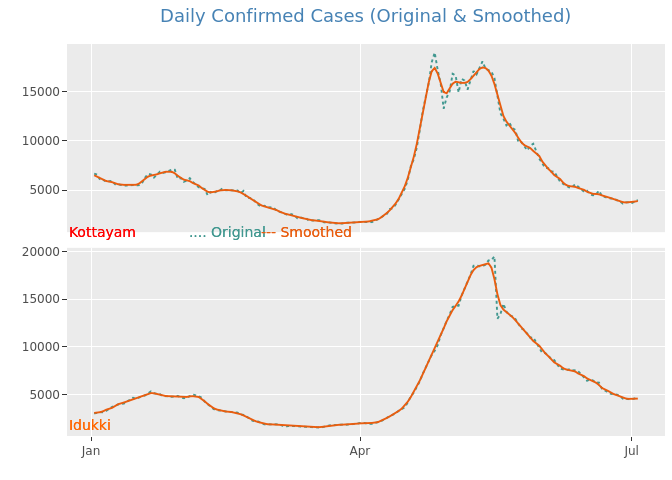 Daily Confirmed Cases (Original & Smoothed)
15000
10000
5000
Kottayam .... Original --- Smoothed
20000
15000
10000
5000
Idukki
Jan Apr Jul